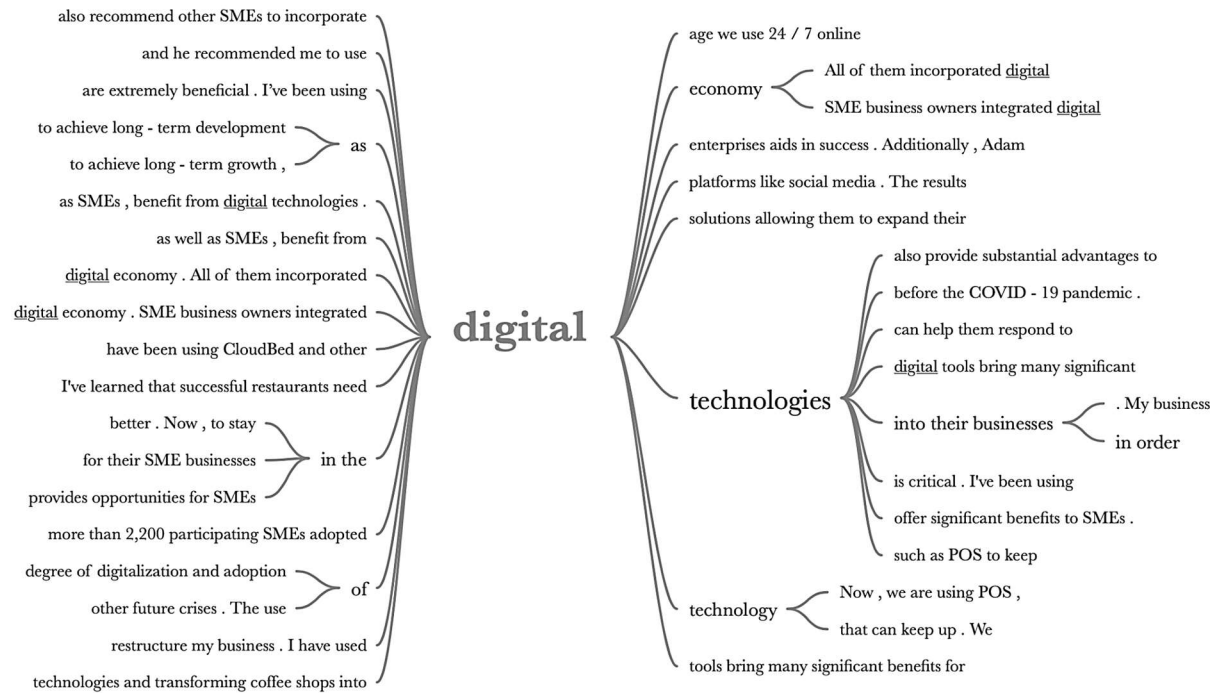 also recommend other SMEs to incorporate
and he recommended me to use
are extremely beneficial . I've been using
to achieve long - term development
to achieve long - term growth ,
as
as SMEs , benefit from digital technologies .
as well as SMEs , benefit from
digital economy . All of them incorporated
digital economy . SME business owners integrated
have been using CloudBed and other
I've learned that successful restaurants need
better . Now , to stay
for their SME businesses
provides opportunities for SMEs
in the
more than 2,200 participating SMEs adopted
degree of digitalization and adoption
other future crises . The use
of
restructure my business . I have used
technologies and transforming coffee shops into
digital
age we use 24 / 7 online
economy
All of them incorporated digital
SME business owners integrated digital
enterprises aids in success . Additionally , Adam
platforms like social media . The results
solutions allowing them to expand their
technologies
also provide substantial advantages to
before the COVID - 19 pandemic .
can help them respond to
digital tools bring many significant
into their businesses
. My business
in order
is critical . I've been using
offer significant benefits to SMEs .
such as POS to keep
technology
Now , we are using POS ,
that can keep up . We
tools bring many significant benefits for